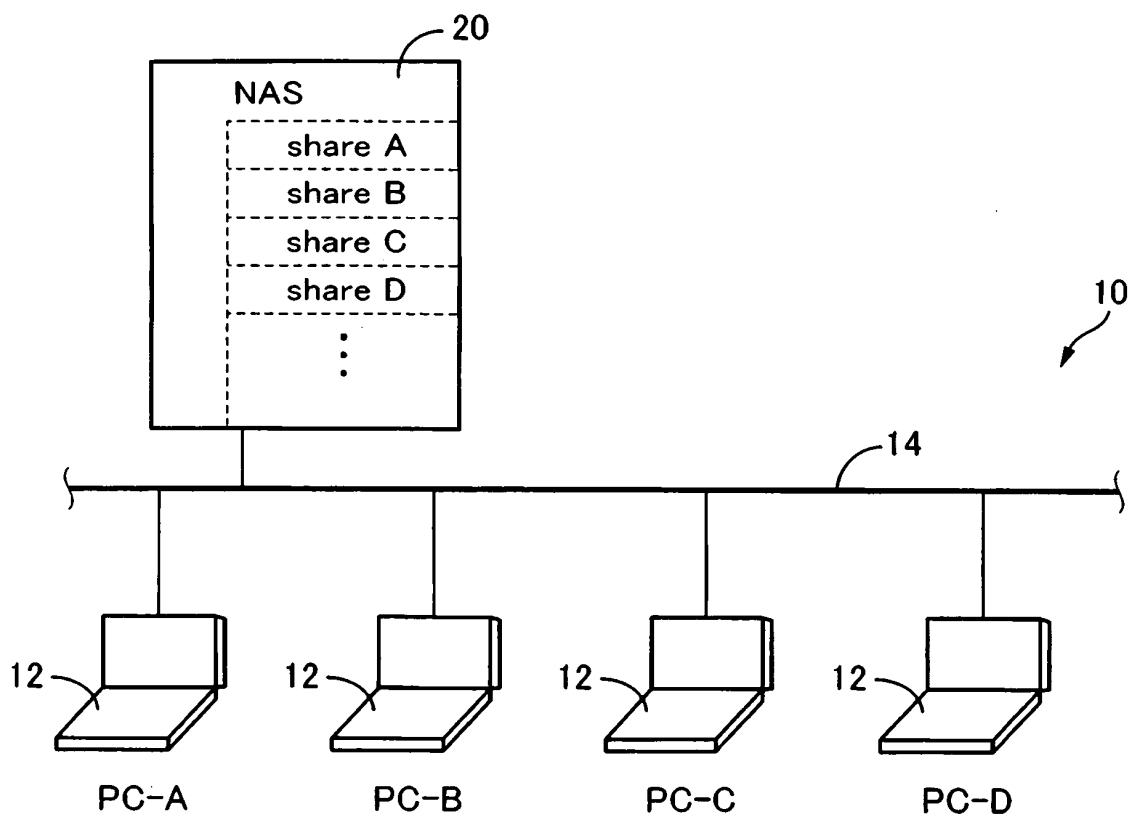 20
NAS
share A
share B
share C
share D
10
14
12
12
12
12
PC-A
PC-B
PC-C
PC-D